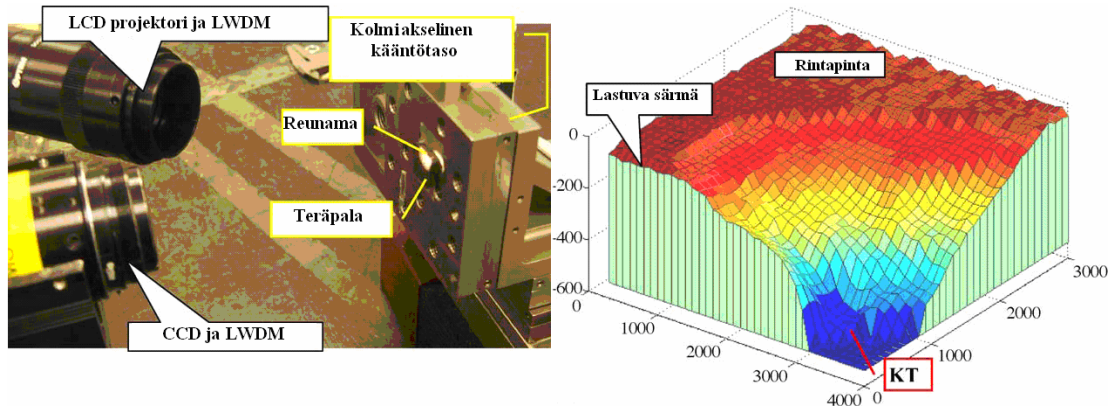 LCD projektori ja LWDM
Kolmiakselinen
kääntötaso
Reunama
Teräpala
CCD ja LWDM
Rintapinta
Lastuva särmä
0
-200
-400
-600
0
1000
2000
3000
4000
0
1000
2000
3000
KT